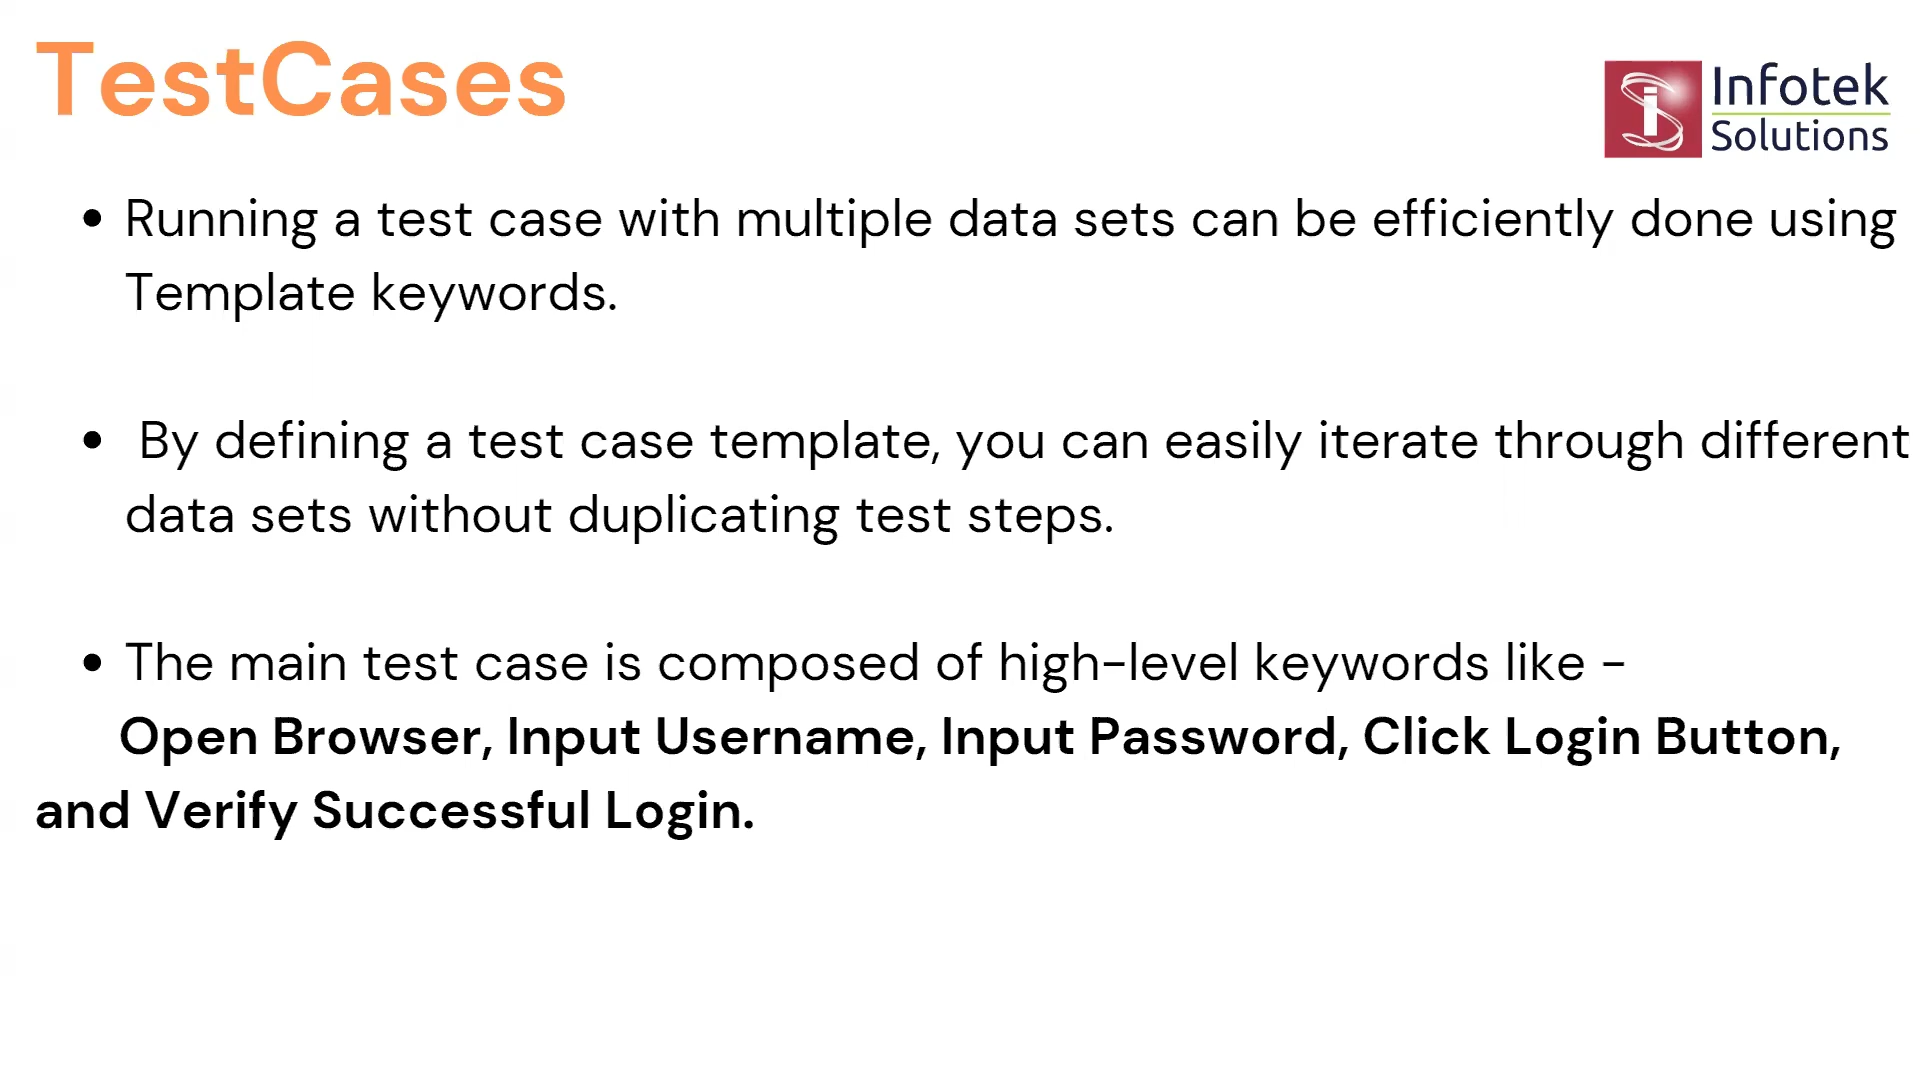 TestCases
Infotek
Solutions
• Running a test case with multiple data sets can be efficiently done using
Template keywords.
• By defining a test case template, you can easily iterate through different
data sets without duplicating test steps.
• The main test case is composed of high-level keywords like -
Open Browser, Input Username, Input Password, Click Login Button,
and Verify Successful Login.